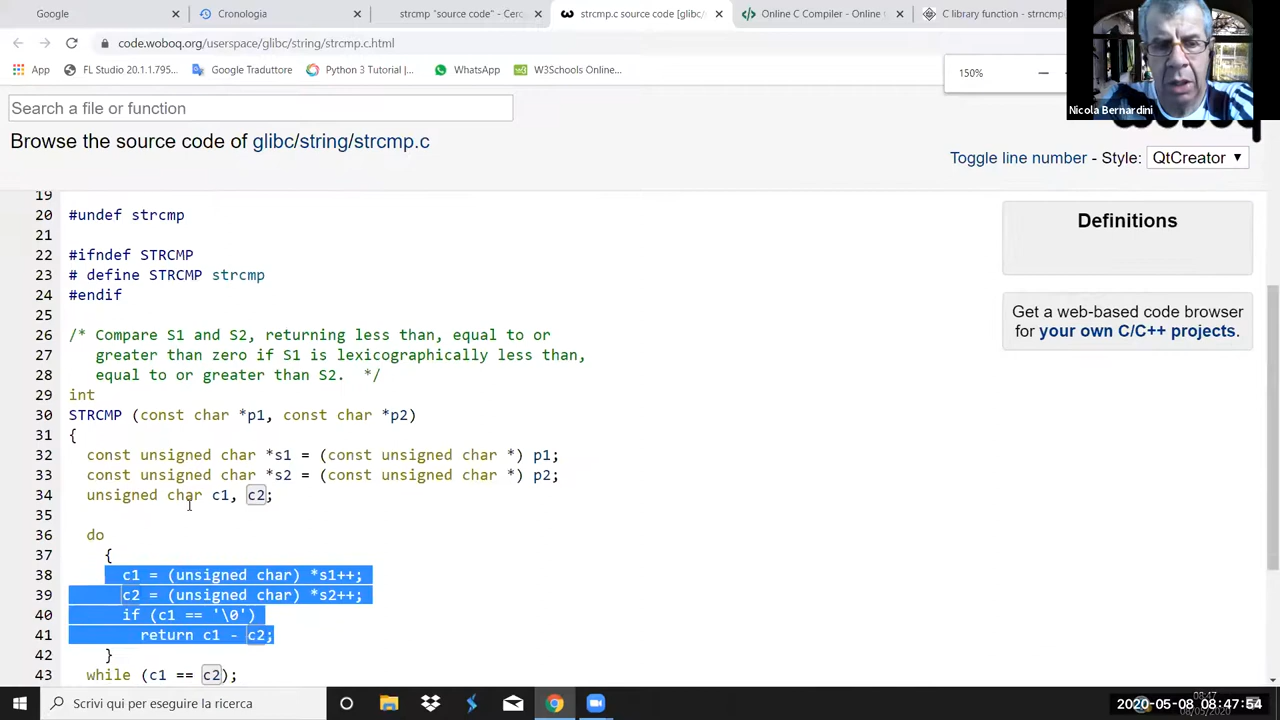 Google
Cronologia
strcmp "source code" - Cerc
strcmp.c source code [glibc/
Online C Compiler - Online
C library function - strncmp
code.woboq.org/userspace/glibc/string/strcmp.c.html
App
FL Studio 20.1.1.795...
Google Traduttore
Python 3 Tutorial |...
WhatsApp
W3Schools Online...
150%
Nicola Bernardini
Search a file or function
Browse the source code of glibc/string/strcmp.c
Toggle line number - Style: QtCreator
19
20 #undef strcmp
21
22 #ifndef STRCMP
23 # define STRCMP strcmp
24 #endif
25
26 /* Compare S1 and S2, returning less than, equal to or
27 greater than zero if S1 is lexicographically less than,
28 equal to or greater than S2. */
29 int
30 STRCMP (const char *p1, const char *p2)
31 {
32 const unsigned char *s1 = (const unsigned char *) p1;
33 const unsigned char *s2 = (const unsigned char *) p2;
34 unsigned char c1, c2;
35
36 do
37 {
38 c1 = (unsigned char) *s1++;
39 c2 = (unsigned char) *s2++;
40 if (c1 == '\0')
41 return c1 - c2;
42 }
43 while (c1 == c2);
Definitions
Get a web-based code browser
for your own C/C++ projects.
Scrivi qui per eseguire la ricerca
08:47
08/05/2020
2020-05-08 08:47:54